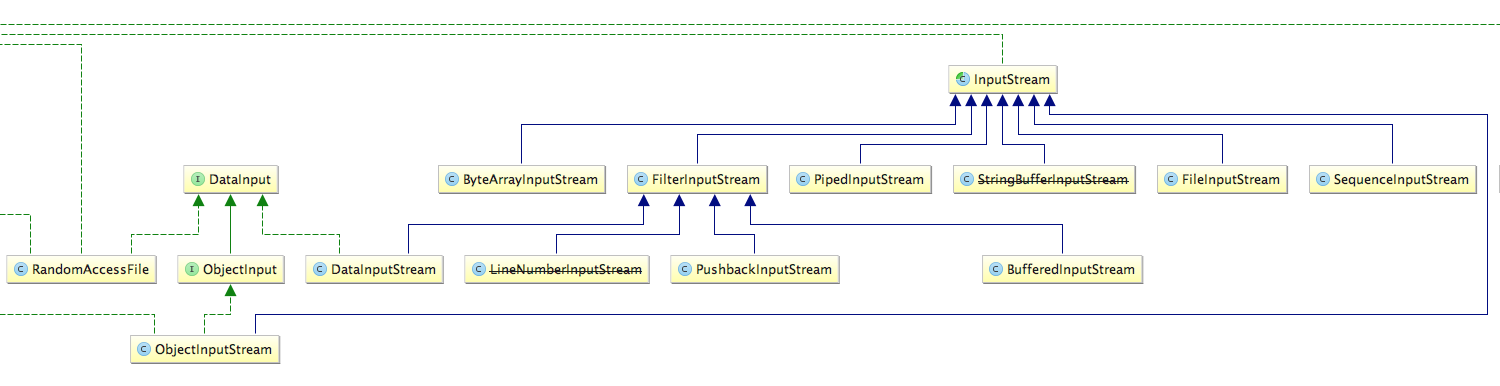 C InputStream
I DataInput
C ByteArrayInputStream
C FilterInputStream
C PipedInputStream
C StringBufferInputStream
C FileInputStream
C SequenceInputStream
C RandomAccessFile
I ObjectInput
C DataInputStream
C LineNumberInputStream
C PushbackInputStream
C BufferedInputStream
C ObjectInputStream